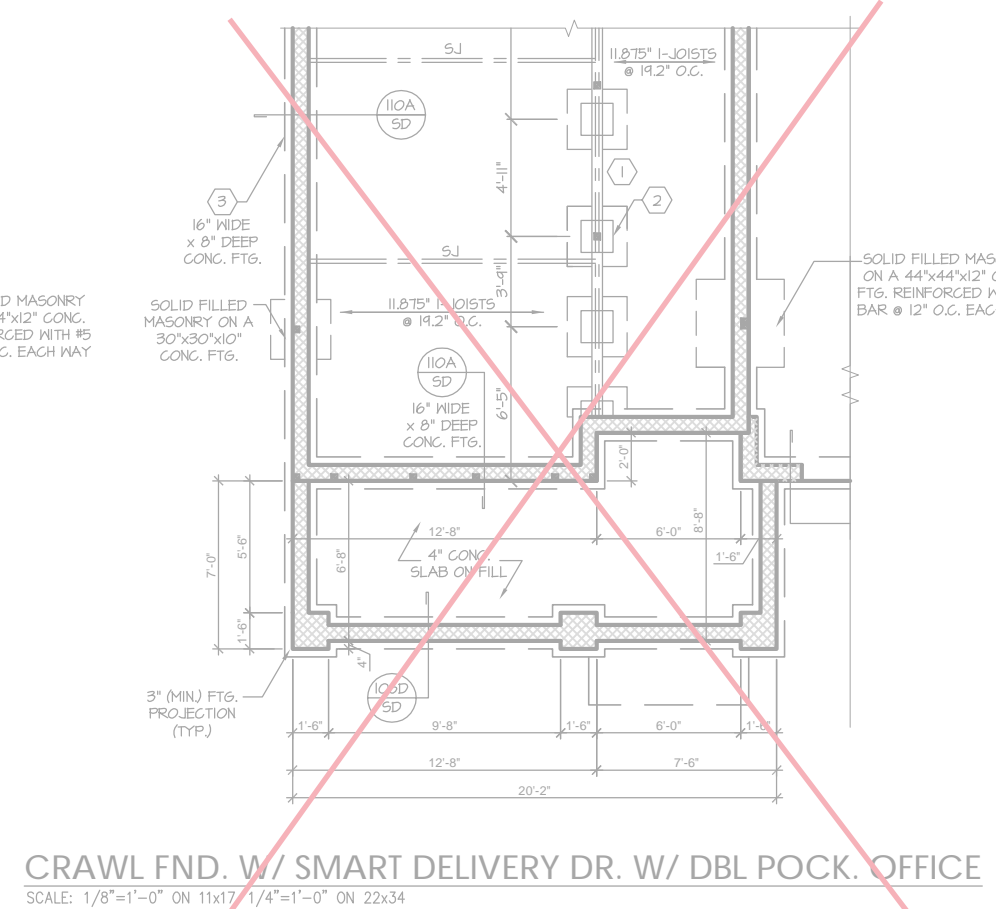 SJ
11.875" I-JOISTS
@ 19.2" O.C.
110A
SD
4'-11"
1
3
2
16" WIDE
x 8" DEEP
CONC. FTG.
SJ
SOLID FILLED MAS
ON A 44"x44"x12" C
FTG. REINFORCED W
BAR @ 12" O.C. EAC
3'-9"
D MASONRY
4"x12" CONC.
RCED WITH #5
C. EACH WAY
SOLID FILLED
MASONRY ON A
30"x30"x10"
CONC. FTG.
11.875" I-JOISTS
@ 19.2" O.C.
110A
SD
16" WIDE
x 8" DEEP
CONC. FTG.
6'-5"
2'-0"
12'-8"
6'-0"
8'-8"
7'-0"
5'-6"
6'-8"
4" CONC.
SLAB ON FILL
1'-6"
1'-6"
4"
3" (MIN.) FTG.
PROJECTION
(TYP.)
105D
SD
1'-6"
9'-8"
1'-6"
6'-0"
1'-6"
12'-8"
7'-6"
20'-2"
CRAWL FND. W/ SMART DELIVERY DR. W/ DBL POCK. OFFICE
SCALE: 1/8"=1'-0" ON 11x17, 1/4"=1'-0" ON 22x34